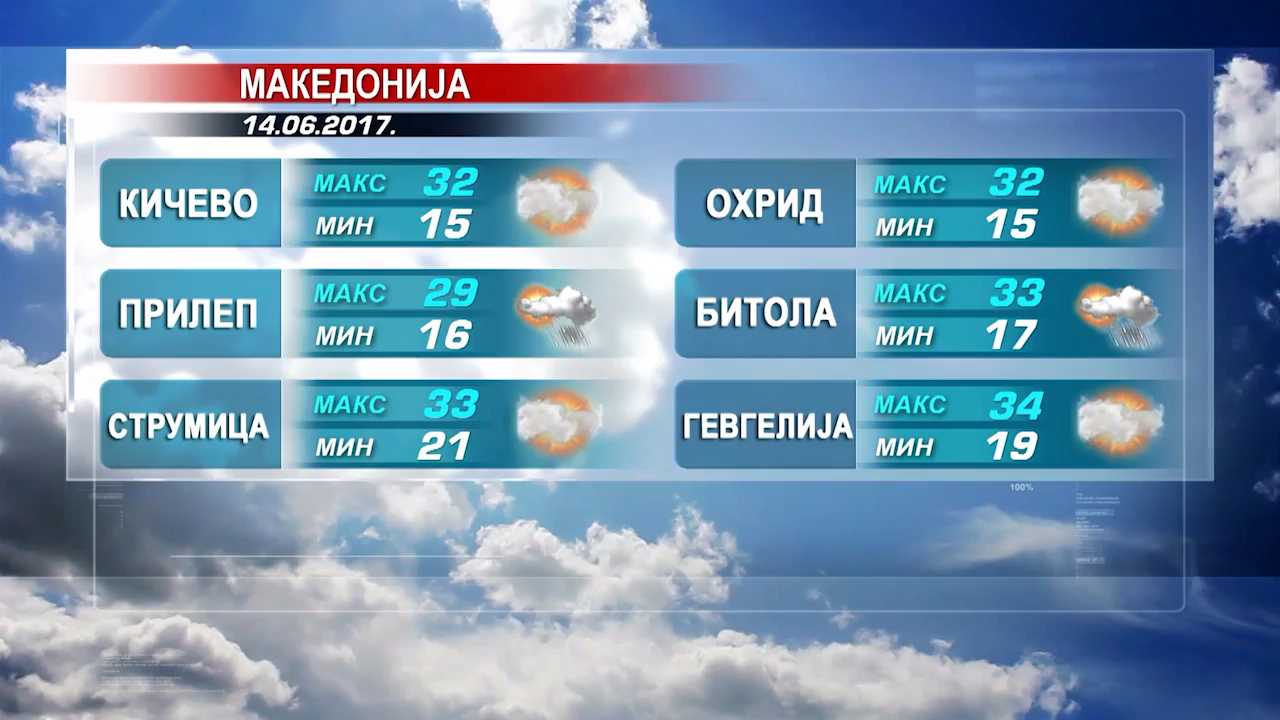 МАКЕДОНИЈА
14.06.2017.
КИЧЕВО
МАКС 32
МИН 15
ОХРИД
МАКС 32
МИН 15
ПРИЛЕП
МАКС 29
МИН 16
БИТОЛА
МАКС 33
МИН 17
СТРУМИЦА
МАКС 33
МИН 21
ГЕВГЕЛИЈА
МАКС 34
МИН 19
100%